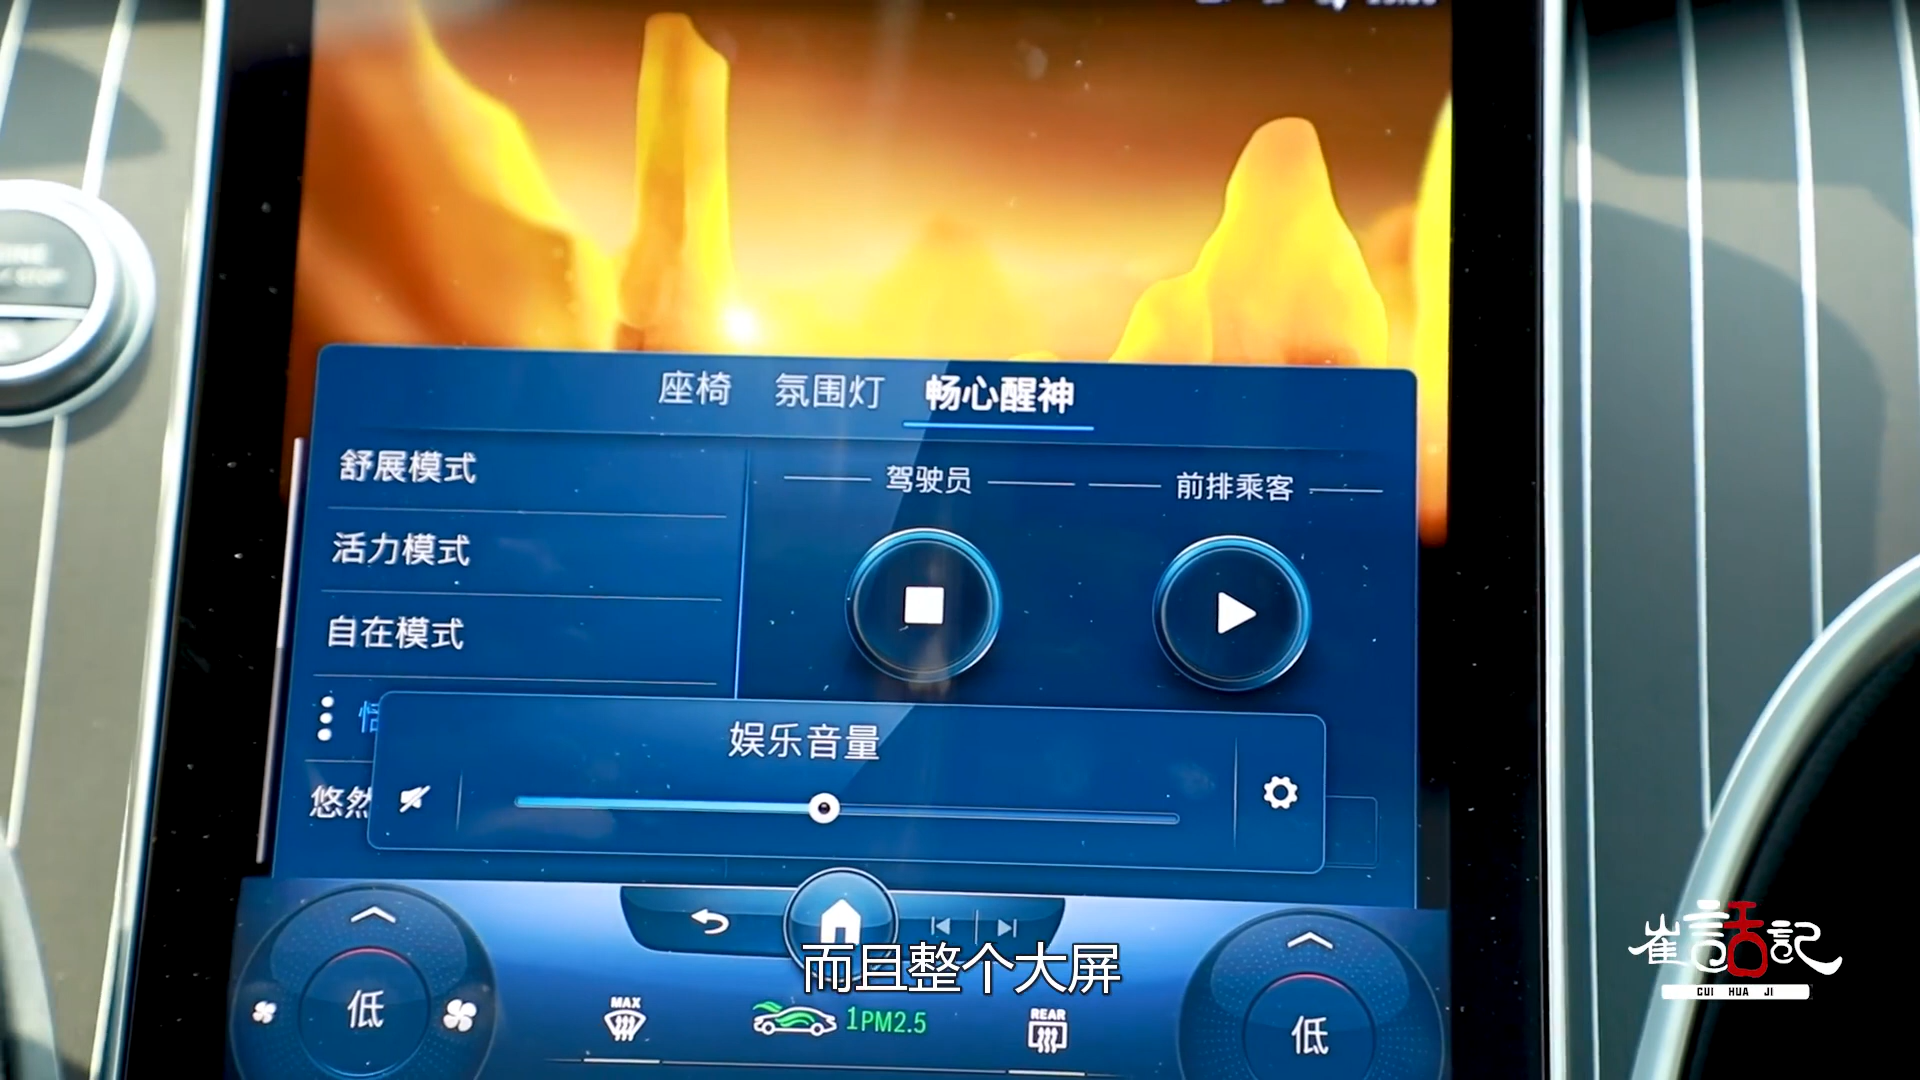 座椅 氛围灯 畅心醒神
舒展模式
活力模式
自在模式
悠然
驾驶员
前排乘客
娱乐音量
低
MAX
1PM2.5
REAR
低
而且整个大屏
崔話記
CUI HUA JI